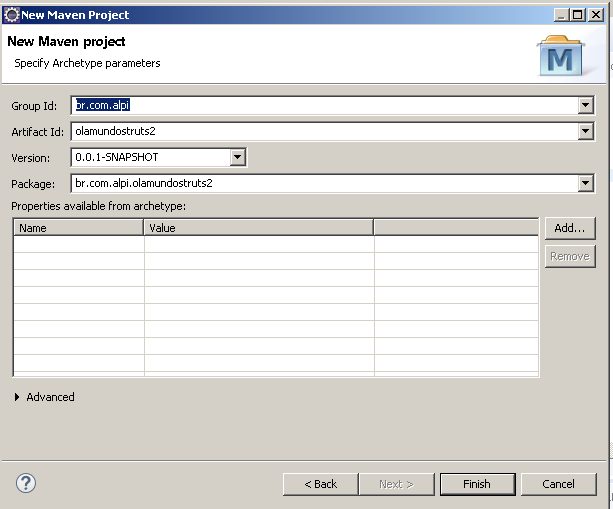 New Maven Project
New Maven project
Specify Archetype parameters
M
Group Id: br.com.alpi
Artifact Id: olamundostruts2
Version: 0.0.1-SNAPSHOT
Package: br.com.alpi.olamundostruts2
Properties available from archetype:
Name Value
Add...
Remove
Advanced
? < Back Next > Finish Cancel